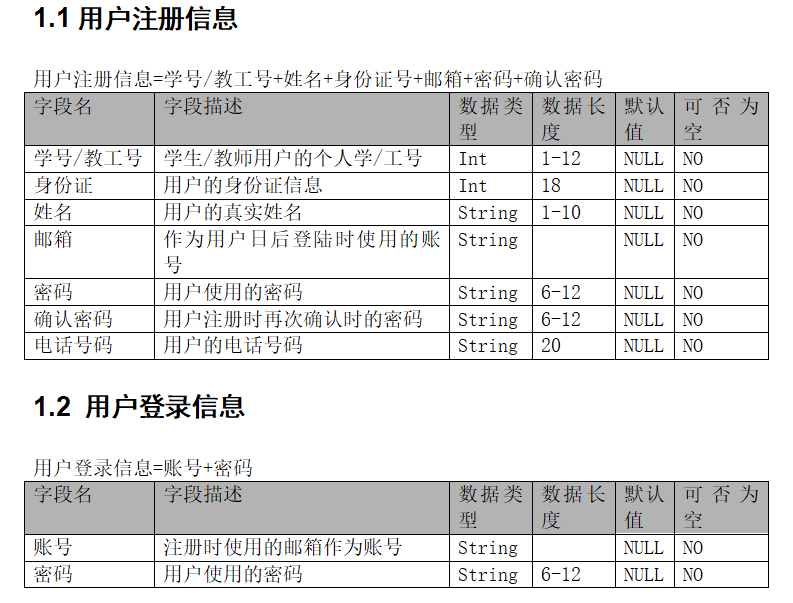 1.1 用户注册信息
用户注册信息=学号/教工号+姓名+身份证号+邮箱+密码+确认密码
字段名 字段描述 数据类型 数据长度 默认值 可否为空
学号/教工号 学生/教师用户的个人学/工号 Int 1-12 NULL NO
身份证 用户的身份证信息 Int 18 NULL NO
姓名 用户的真实姓名 String 1-10 NULL NO
邮箱 作为用户日后登陆时使用的账号 String NULL NO
密码 用户使用的密码 String 6-12 NULL NO
确认密码 用户注册时再次确认时的密码 String 6-12 NULL NO
电话号码 用户的电话号码 String 20 NULL NO
1.2 用户登录信息
用户登录信息=账号+密码
字段名 字段描述 数据类型 数据长度 默认值 可否为空
账号 注册时使用的邮箱作为账号 String NULL NO
密码 用户使用的密码 String 6-12 NULL NO